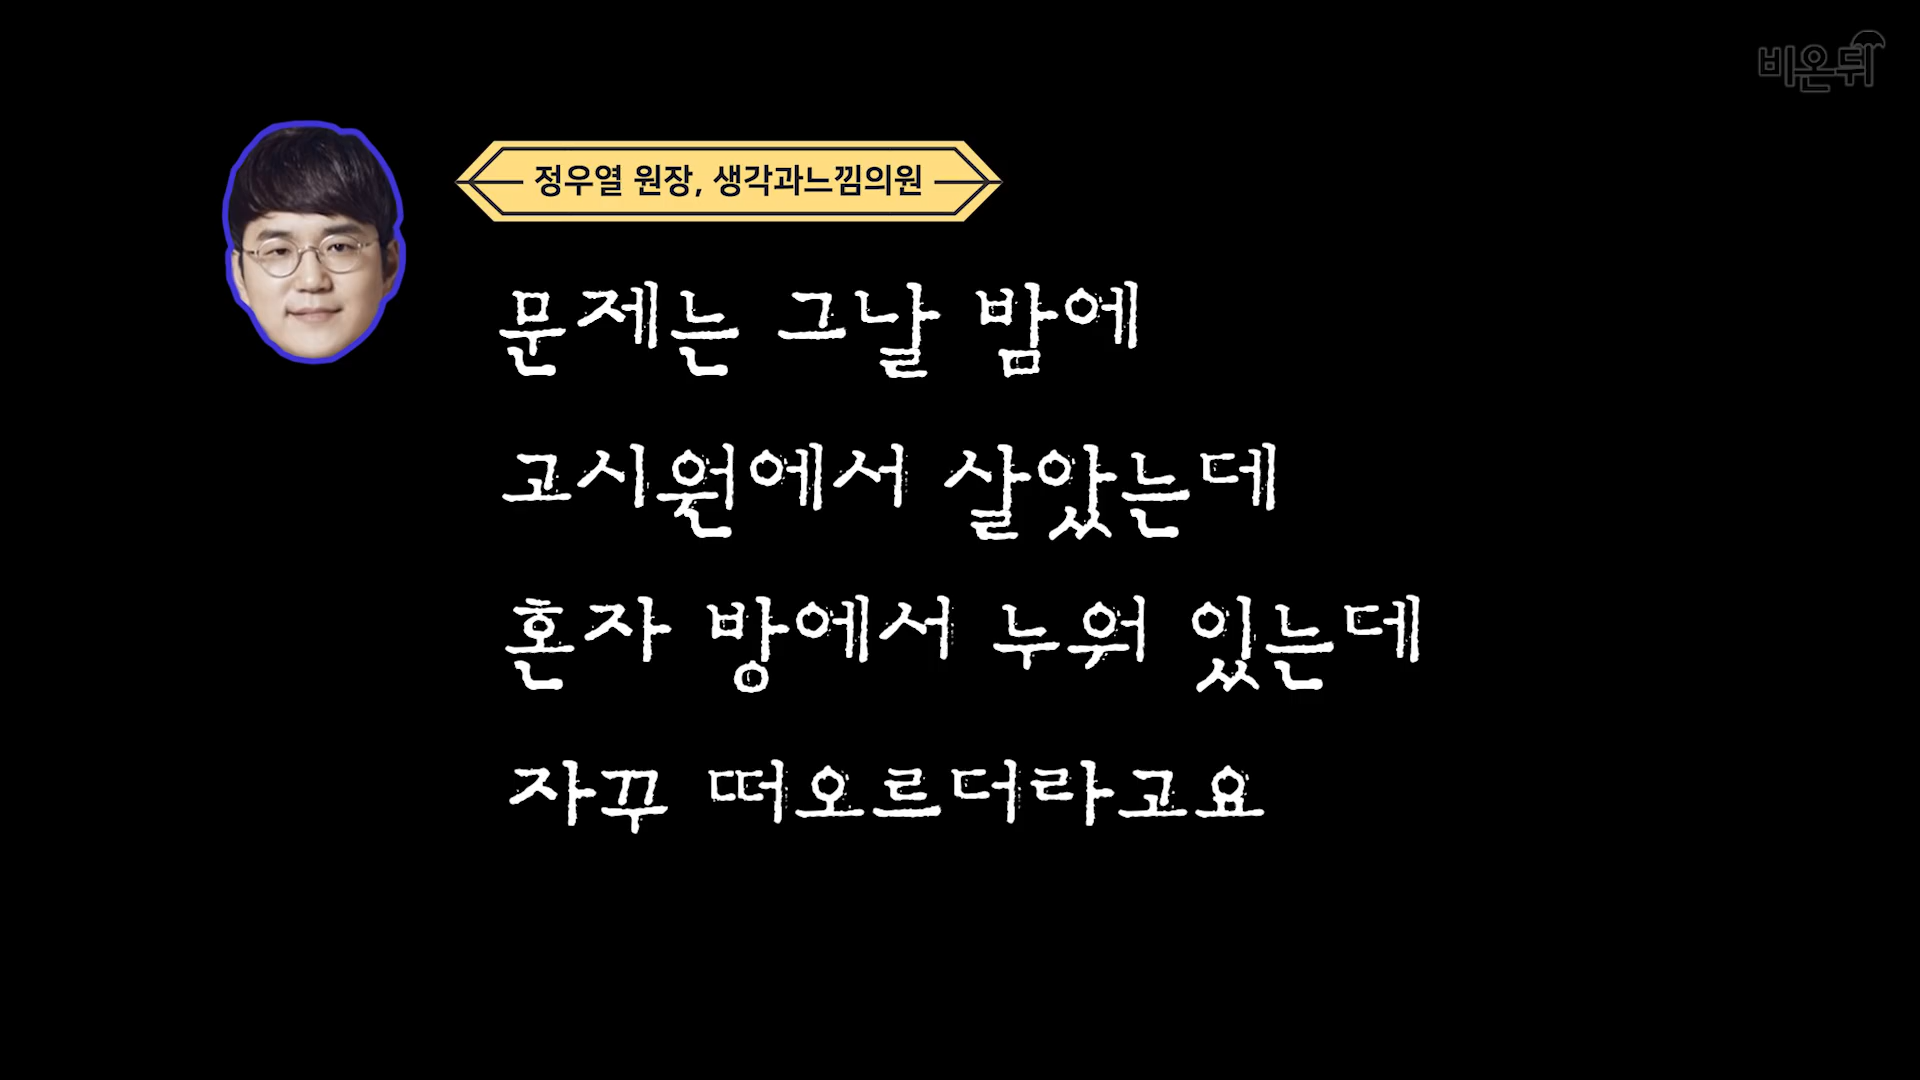 비온뒤
정우열 원장, 생각과느낌의원
문제는 그날 밤에
고시원에서 살았는데
혼자 방에서 누워 있는데
자꾸 떠오르더라고요